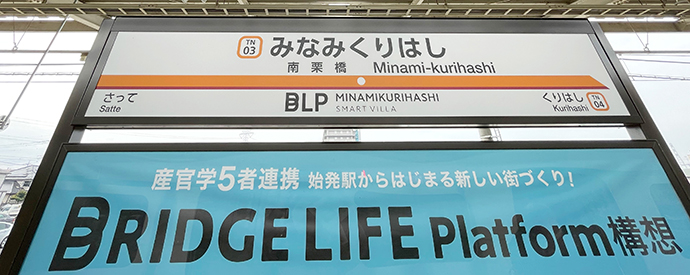 TN
03
みなみくりはし
南栗橋 Minami-kurihashi
さって
Satte
BLP MINAMIKURIHASHI
SMART VILLA
くりはし
Kurihashi
TN
04
産官学5者連携 始発駅からはじまる新しい街づくり!
BRIDGE LIFE Platform構想